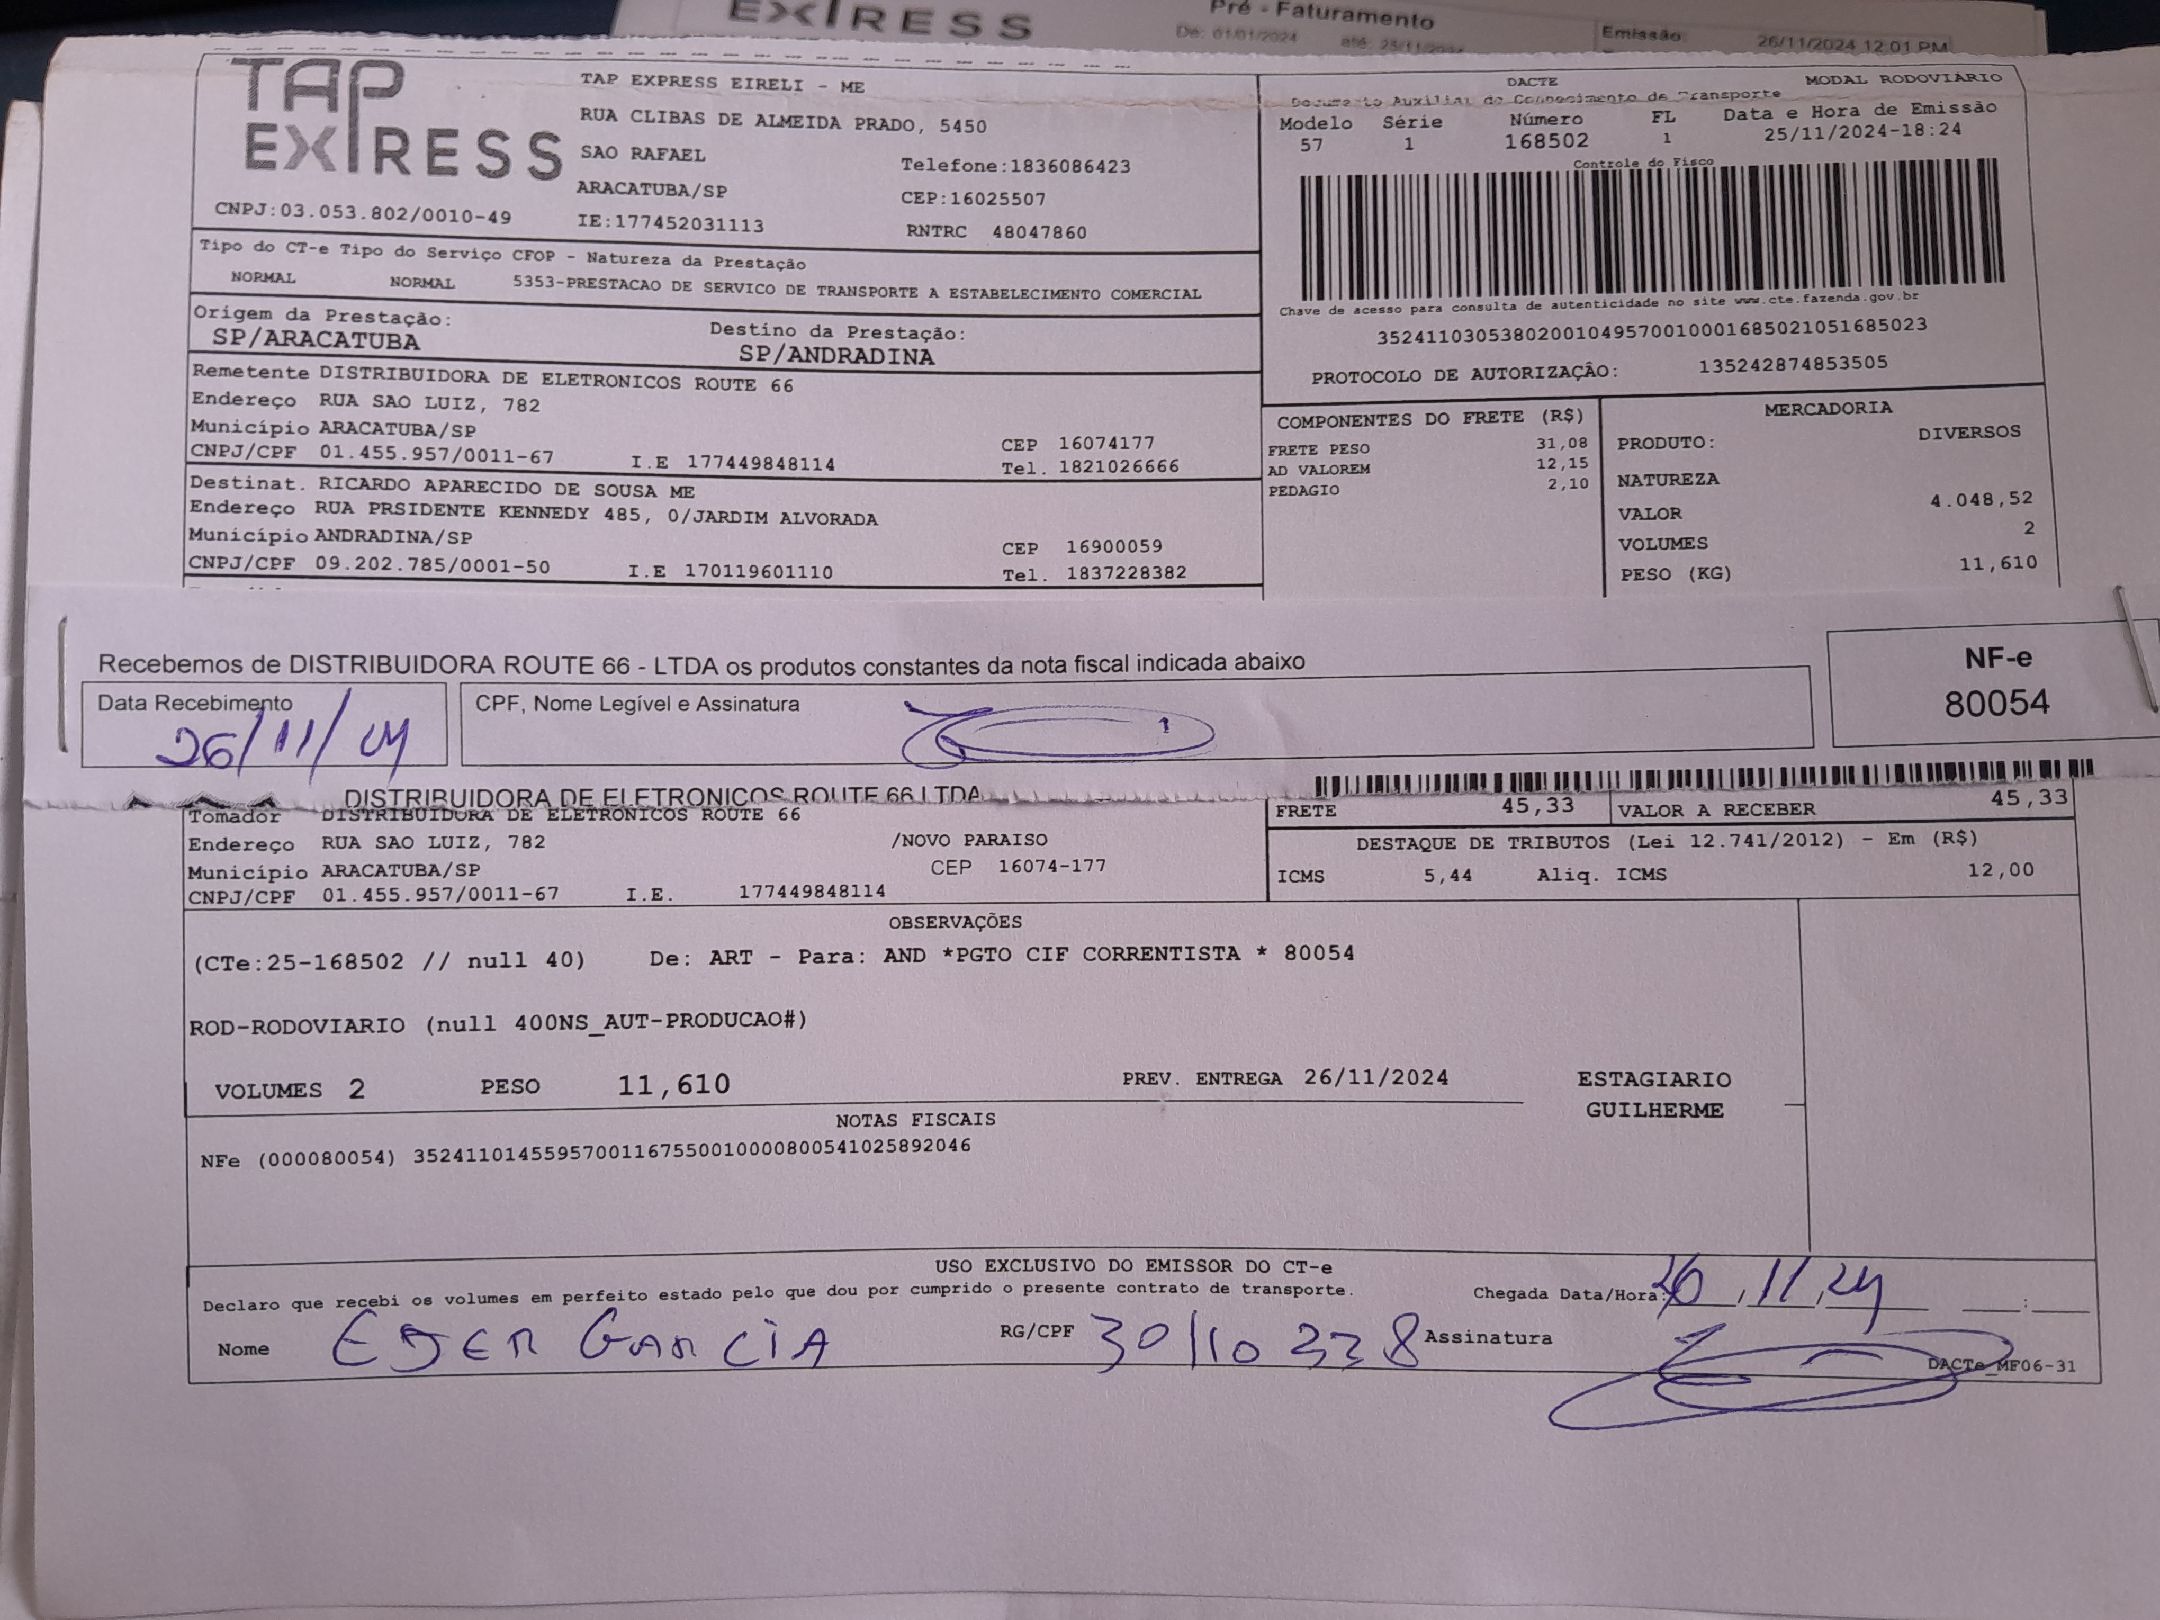 EXPRESS
Pré - Faturamento
De: 01/01/2024 até: 25/11/2024
Emissão 26/11/2024 12:01 PM
TAP EXPRESS
CNPJ:03.053.802/0010-49
TAP EXPRESS EIRELI - ME
RUA CLIBAS DE ALMEIDA PRADO, 5450
SAO RAFAEL
Telefone:1836086423
ARACATUBA/SP
CEP:16025507
IE:177452031113
RNTRC 48047860
DACTE MODAL RODOVIÁRIO
Documento Auxiliar do Conhecimento de Transporte
Modelo Série Número FL Data e Hora de Emissão
57 1 168502 1 25/11/2024-18:24
Controle do Fisco
Chave de acesso para consulta de autenticidade no site www.cte.fazenda.gov.br
35241103053802001049570010001685021051685023
PROTOCOLO DE AUTORIZAÇÃO: 135242874853505
Tipo do CT-e Tipo do Serviço CFOP - Natureza da Prestação
NORMAL NORMAL 5353-PRESTACAO DE SERVICO DE TRANSPORTE A ESTABELECIMENTO COMERCIAL
Origem da Prestação: Destino da Prestação:
SP/ARACATUBA SP/ANDRADINA
Remetente DISTRIBUIDORA DE ELETRONICOS ROUTE 66
Endereço RUA SAO LUIZ, 782
Município ARACATUBA/SP CEP 16074177
CNPJ/CPF 01.455.957/0011-67 I.E 177449848114 Tel. 1821026666
Destinat. RICARDO APARECIDO DE SOUSA ME
Endereço RUA PRSIDENTE KENNEDY 485, 0/JARDIM ALVORADA
Município ANDRADINA/SP CEP 16900059
CNPJ/CPF 09.202.785/0001-50 I.E 170119601110 Tel. 1837228382
COMPONENTES DO FRETE (R$)
FRETE PESO 31,08
AD VALOREM 12,15
PEDAGIO 2,10
MERCADORIA
PRODUTO: DIVERSOS
NATUREZA
VALOR 4.048,52
VOLUMES 2
PESO (KG) 11,610
Recebemos de DISTRIBUIDORA ROUTE 66 - LTDA os produtos constantes da nota fiscal indicada abaixo
Data Recebimento
26/11/24
CPF, Nome Legível e Assinatura
NF-e
80054
DISTRIBUIDORA DE ELETRONICOS ROUTE 66 LTDA
Tomador DISTRIBUIDORA DE ELETRONICOS ROUTE 66
Endereço RUA SAO LUIZ, 782 /NOVO PARAISO
Município ARACATUBA/SP CEP 16074-177
CNPJ/CPF 01.455.957/0011-67 I.E. 177449848114
FRETE 45,33 VALOR A RECEBER 45,33
DESTAQUE DE TRIBUTOS (Lei 12.741/2012) - Em (R$)
ICMS 5,44 Aliq. ICMS 12,00
OBSERVAÇÕES
(CTe:25-168502 // null 40) De: ART - Para: AND *PGTO CIF CORRENTISTA * 80054
ROD-RODOVIARIO (null 400NS_AUT-PRODUCAO#)
VOLUMES 2 PESO 11,610 PREV. ENTREGA 26/11/2024
ESTAGIARIO
GUILHERME
NOTAS FISCAIS
NFe (000080054) 35241101455957001167550010000800541025892046
USO EXCLUSIVO DO EMISSOR DO CT-e
Declaro que recebi os volumes em perfeito estado pelo que dou por cumprido o presente contrato de transporte.
Chegada Data/Hora: 26, 11, 24 :
Nome EDER GARCIA RG/CPF 30110338 Assinatura
DACTe_MF06-31